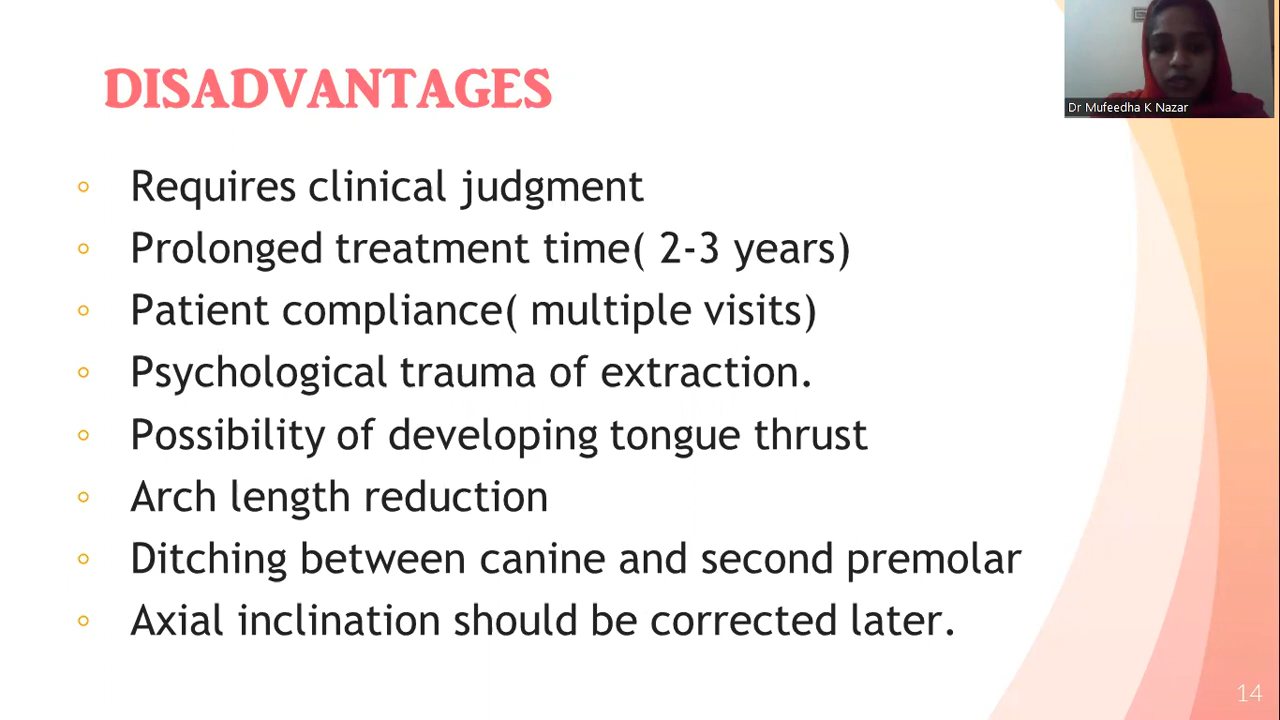 DISADVANTAGES
Dr Mufeedha K Nazar
◦ Requires clinical judgment
◦ Prolonged treatment time( 2-3 years)
◦ Patient compliance( multiple visits)
◦ Psychological trauma of extraction.
◦ Possibility of developing tongue thrust
◦ Arch length reduction
◦ Ditching between canine and second premolar
◦ Axial inclination should be corrected later.
14